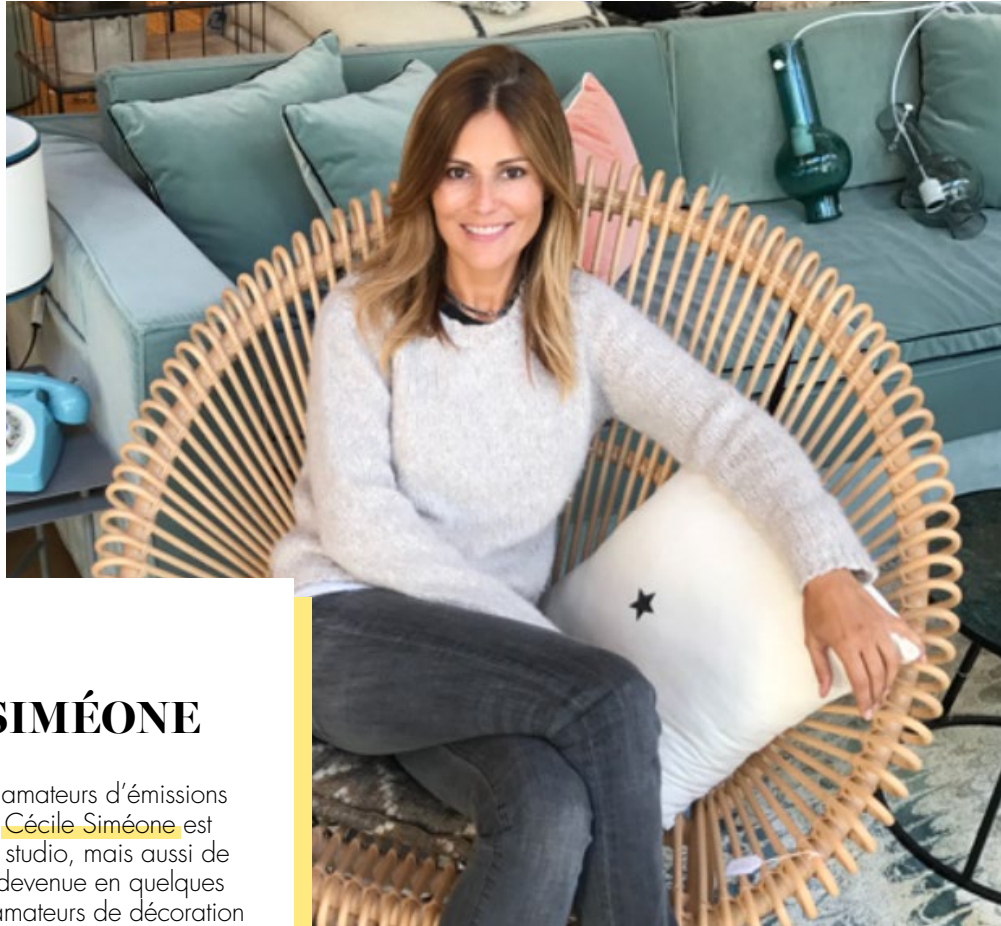 SIMÉONE
amateurs d'émissions
Cécile Siméone est
studio, mais aussi de
devenue en quelques
amateurs de décoration